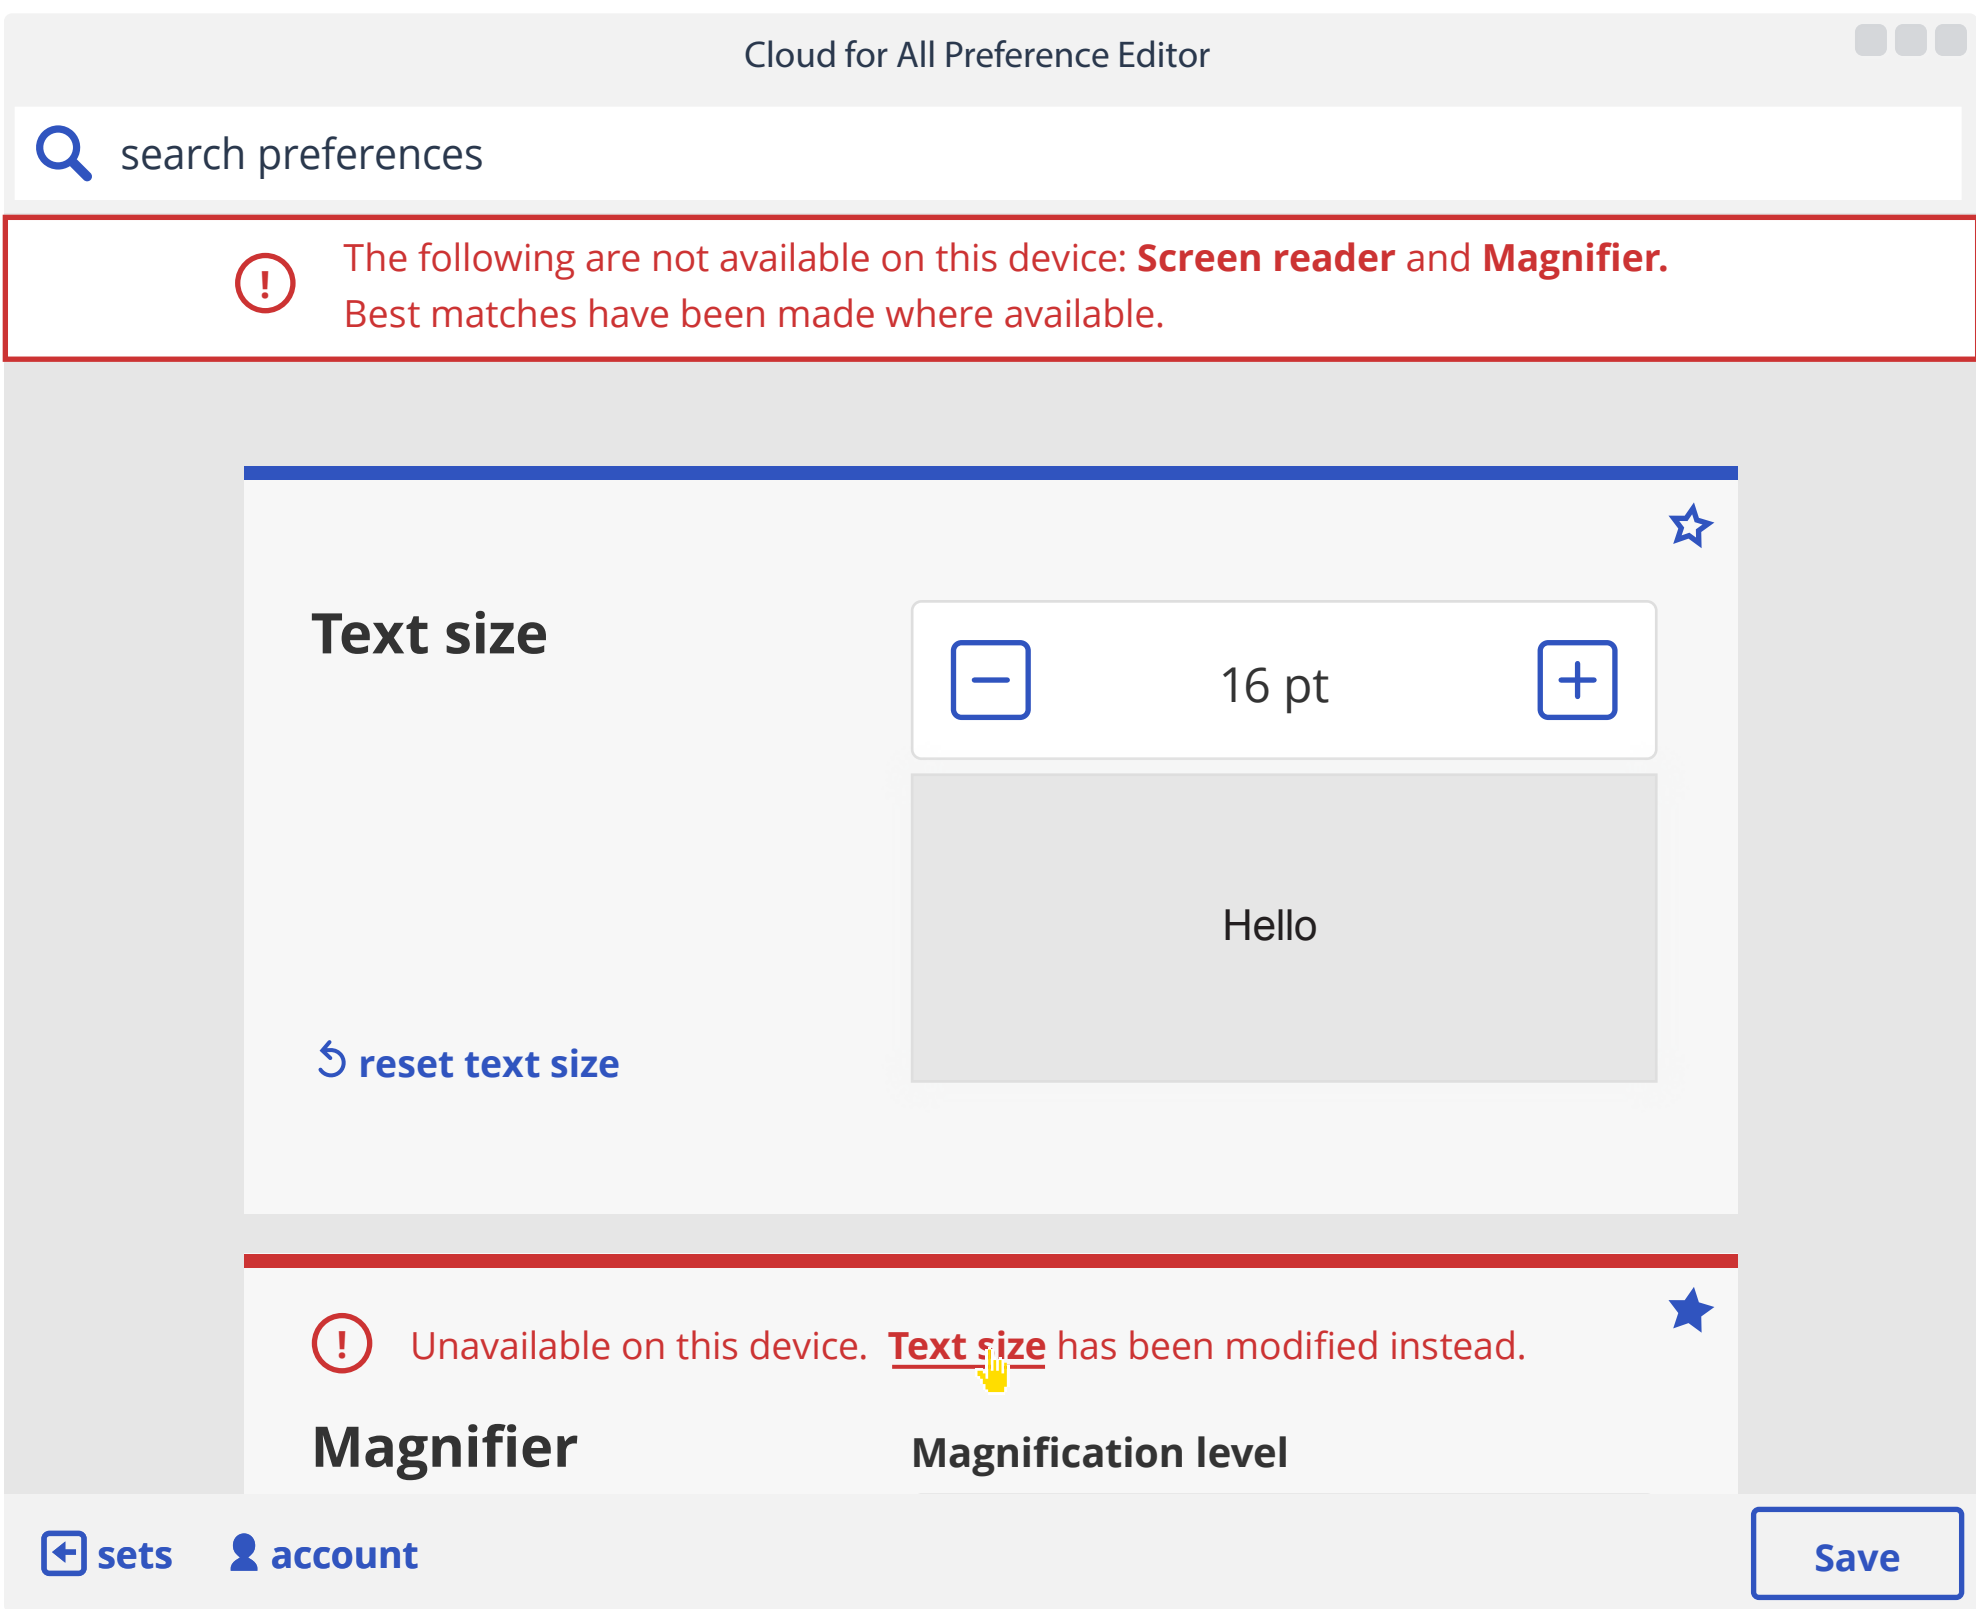 Cloud for All Preference Editor
search preferences
The following are not available on this device: Screen reader and Magnifier.
Best matches have been made where available.
Text size
16 pt
Hello
reset text size
Unavailable on this device. Text size has been modified instead.
Magnifier
Magnification level
sets
account
Save